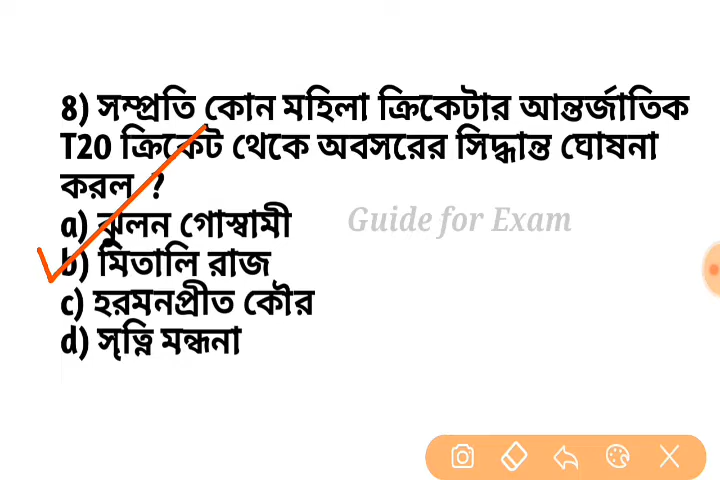 8) সম্প্রতি কোন মহিলা ক্রিকেটার আন্তর্জাতিক
T20 ক্রিকেট থেকে অবসরের সিদ্ধান্ত ঘোষনা
করল ?
a) ঝুলন গোস্বামী
Guide for Exam
b) মিতালি রাজ
c) হরমনপ্রীত কৌর
d) সৃত্নি মন্ধনা